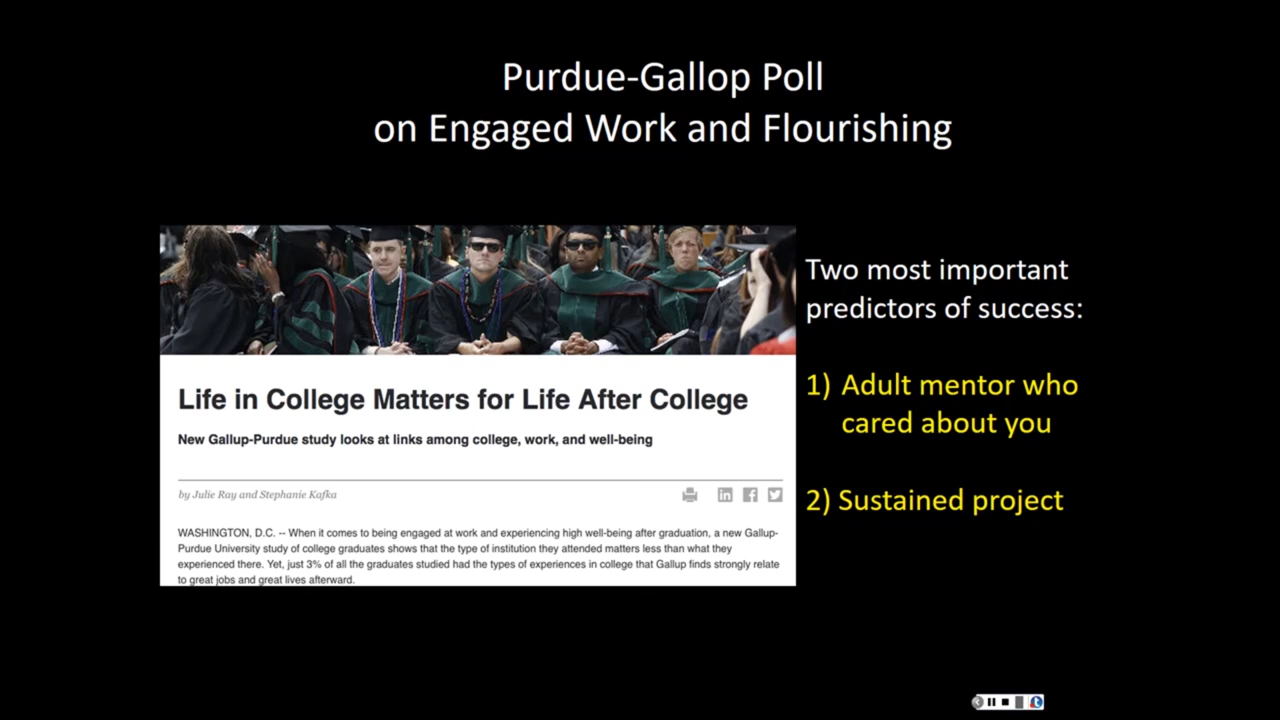 Purdue-Gallop Poll
on Engaged Work and Flourishing
Life in College Matters for Life After College
New Gallup-Purdue study looks at links among college, work, and well-being
by Julie Ray and Stephanie Kafka
WASHINGTON, D.C. -- When it comes to being engaged at work and experiencing high well-being after graduation, a new Gallup-
Purdue University study of college graduates shows that the type of institution they attended matters less than what they
experienced there. Yet, just 3% of all the graduates studied had the types of experiences in college that Gallup finds strongly relate
to great jobs and great lives afterward.
Two most important
predictors of success:
1) Adult mentor who
cared about you
2) Sustained project